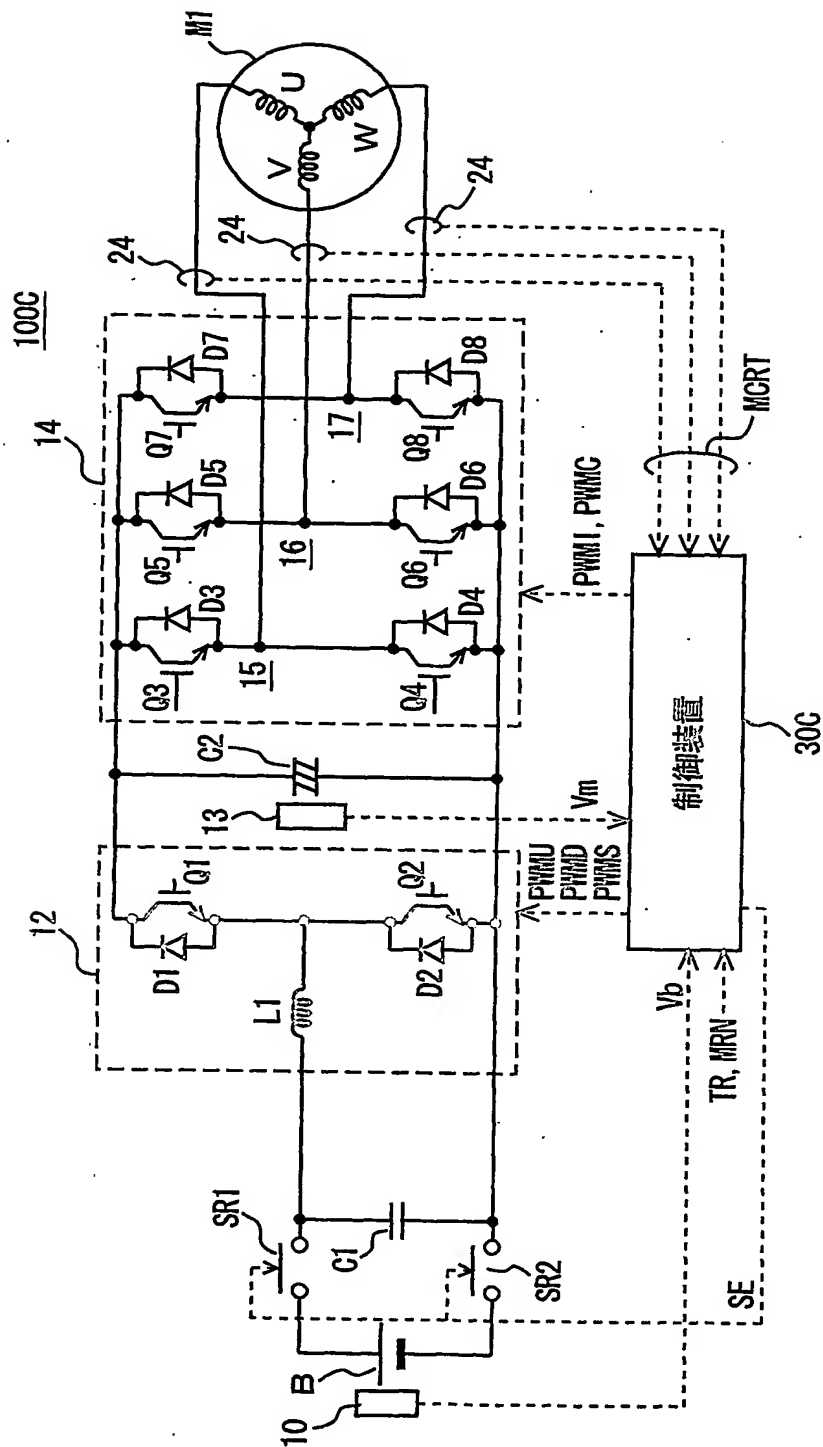 100C
M1
U
V
W
24
24
24
14
Q7
D7
Q5
D5
Q3
D3
17
16
15
Q8
D8
Q6
D6
Q4
D4
MCRT
PWMI, PWMC
C2
13
Vm
12
Q1
D1
Q2
D2
L1
PWMU
PWMD
PWMS
制御装置
30C
Vb
TR, MRN
SE
SR1
C1
SR2
B
10